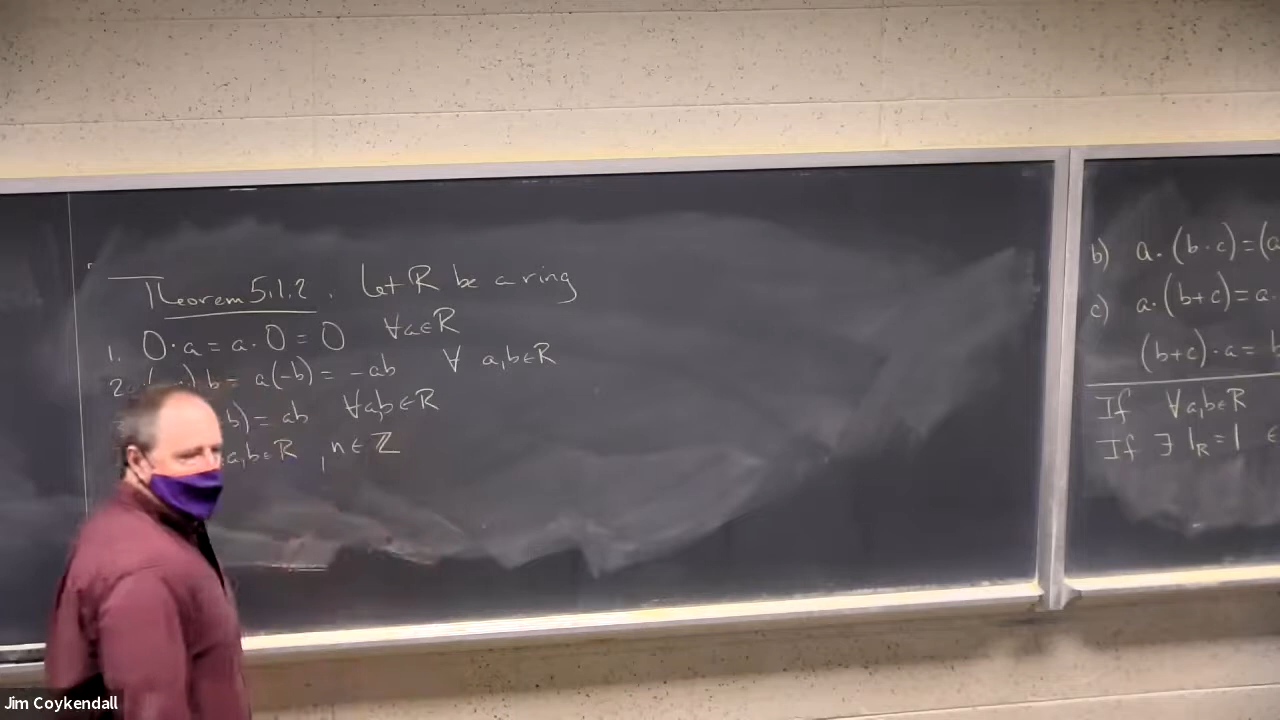 Theorem 5.1.2. Let R be a ring
1. 0·a = a·0 = 0 ∀a∈R
2. b = a(-b) = -ab ∀ a,b∈R
b) = ab ∀a,b∈R
a,b∈R, n∈ℤ
b) a·(b·c)=(a
c) a·(b+c)=a·
(b+c)·a= b
If ∀a,b∈R
If ∃ 1_R=1 ∈
Jim Coykendall